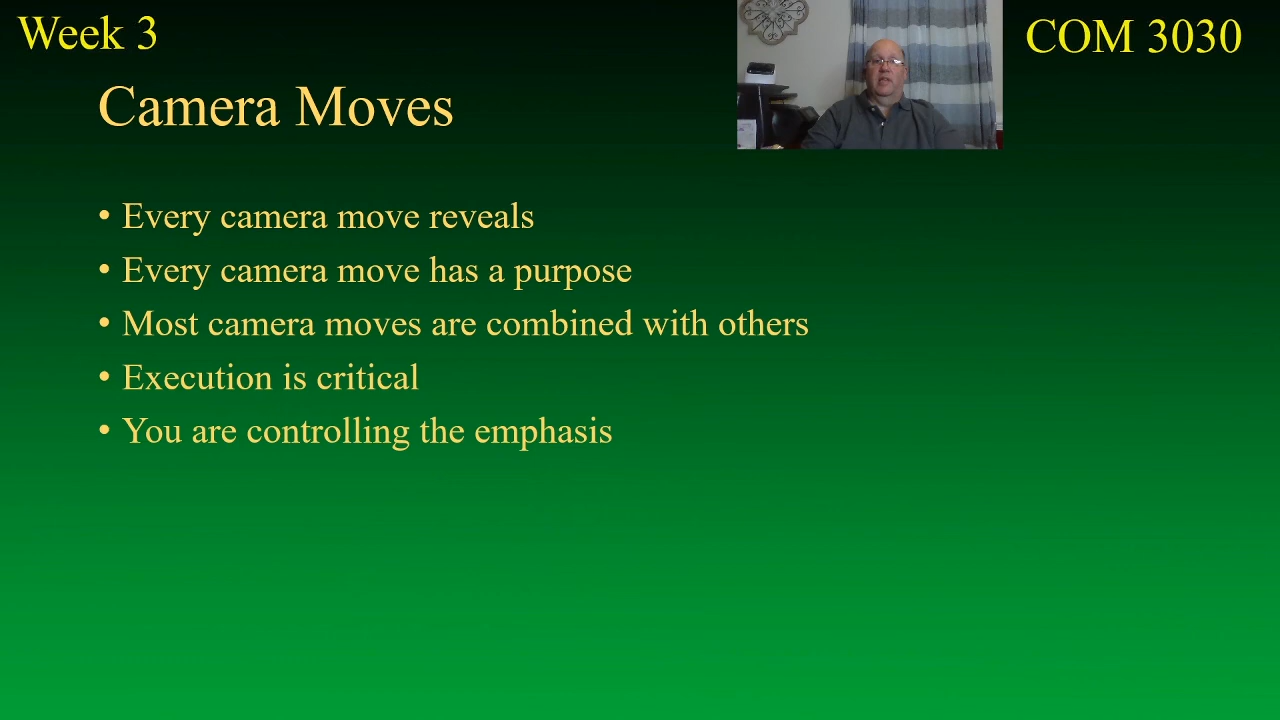 Week 3
COM 3030
Camera Moves
• Every camera move reveals
• Every camera move has a purpose
• Most camera moves are combined with others
• Execution is critical
• You are controlling the emphasis